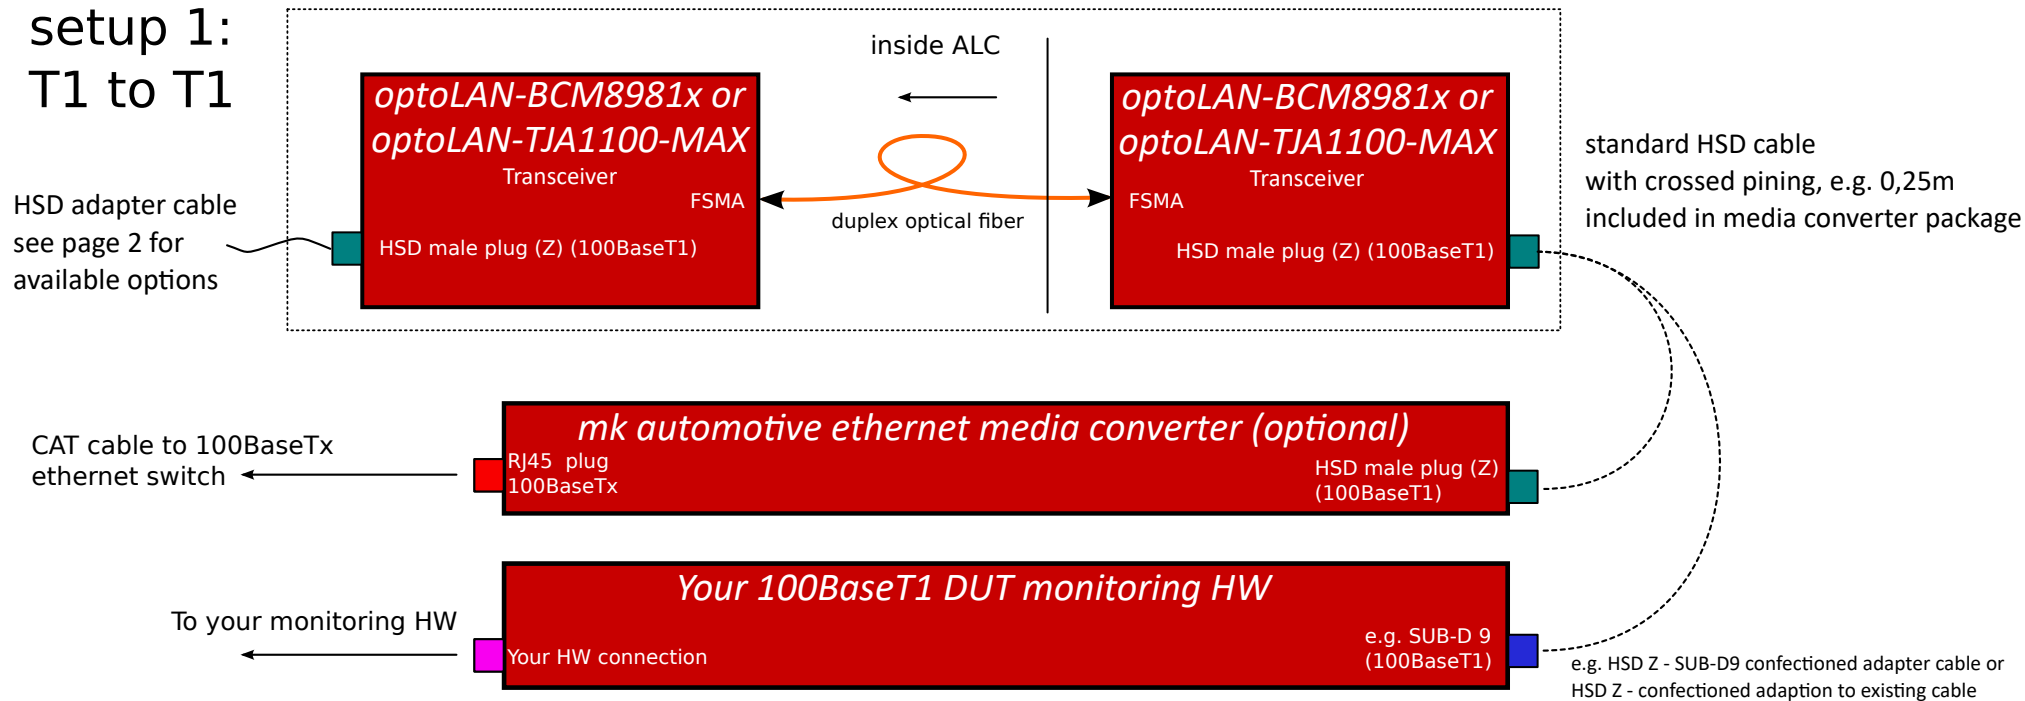 setup 1:
T1 to T1
inside ALC
optoLAN-BCM8981x or
optoLAN-TJA1100-MAX
Transceiver
FSMA
HSD male plug (Z) (100BaseT1)
duplex optical fiber
optoLAN-BCM8981x or
optoLAN-TJA1100-MAX
Transceiver
FSMA
HSD male plug (Z) (100BaseT1)
HSD adapter cable
see page 2 for
available options
standard HSD cable
with crossed pining, e.g. 0,25m
included in media converter package
mk automotive ethernet media converter (optional)
CAT cable to 100BaseTx
ethernet switch
RJ45 plug
100BaseTx
HSD male plug (Z)
(100BaseT1)
Your 100BaseT1 DUT monitoring HW
To your monitoring HW
Your HW connection
e.g. SUB-D 9
(100BaseT1)
e.g. HSD Z - SUB-D9 confectioned adapter cable or
HSD Z - confectioned adaption to existing cable